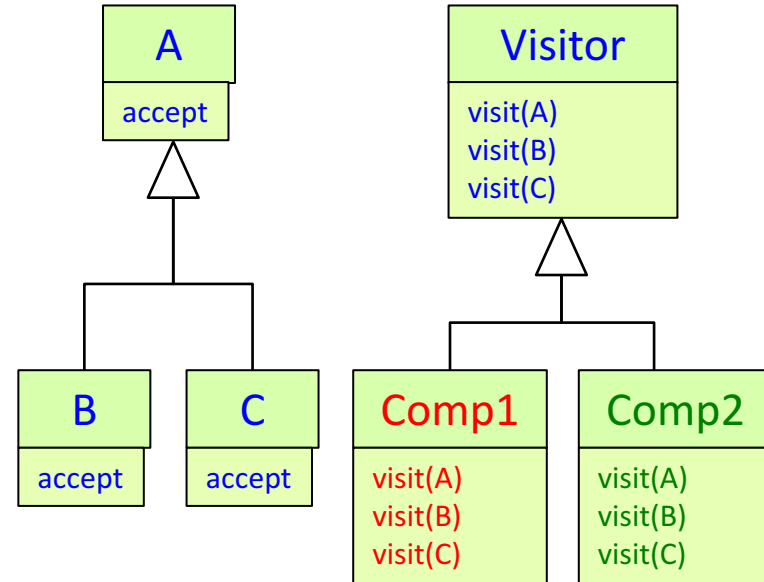 A
accept
B
accept
C
accept
Visitor
visit(A)
visit(B)
visit(C)
Comp1
visit(A)
visit(B)
visit(C)
Comp2
visit(A)
visit(B)
visit(C)